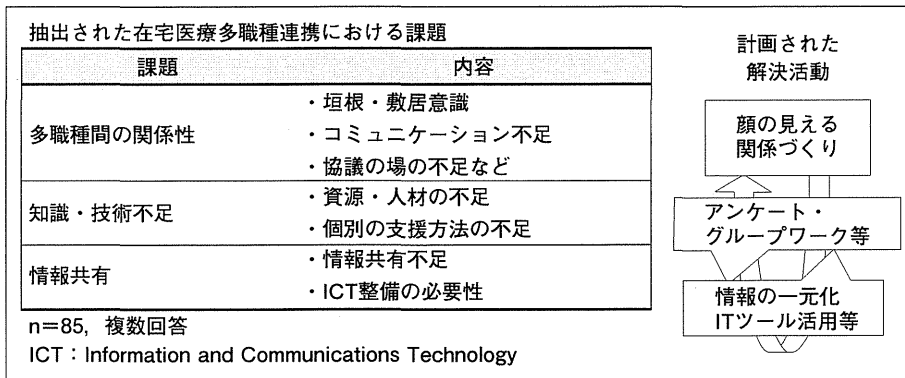 抽出された在宅医療多職種連携における課題
課題
内容
多職種間の関係性
・垣根・敷居意識
・コミュニケーション不足
・協議の場の不足など
知識・技術不足
・資源・人材の不足
・個別の支援方法の不足
情報共有
・情報共有不足
・ICT整備の必要性
n=85，複数回答
ICT：Information and Communications Technology
計画された
解決活動
顔の見える
関係づくり
アンケート・
グループワーク等
情報の一元化
ITツール活用等